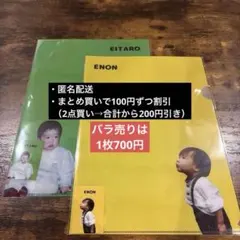 EITARO
ENON
・匿名配送
・まとめ買いで100円ずつ割引
（2点買い→合計から200円引き）
バラ売りは
1枚700円
ENON